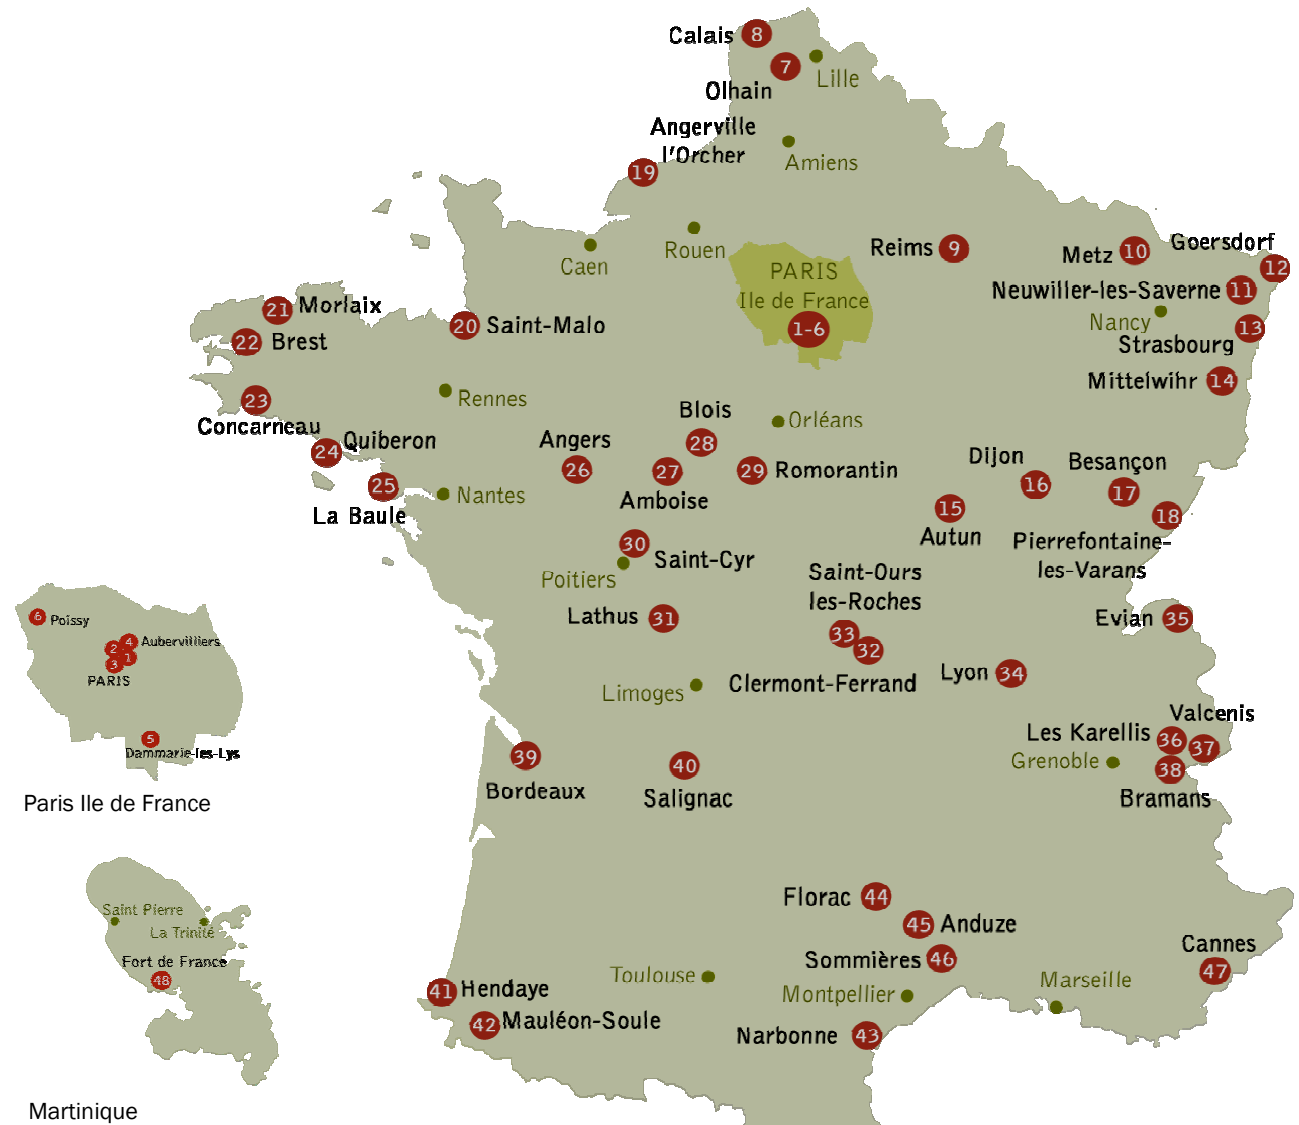 Calais 8
7
Lille
Olhain
Angerville
l'Orcher
19
Amiens
Rouen
Caen
Reims 9
Metz 10
Goersdorf
12
Neuwiller-les-Saverne 11
Nancy
13
Strasbourg
Mittelwihr 14
PARIS
Ile de France
1-6
21 Morlaix
22 Brest
20 Saint-Malo
23
Concarneau
24 Quiberon
25
La Baule
Rennes
Nantes
Angers
26
Blois
28
27
Amboise
Orléans
29 Romorantin
Dijon
16
Besançon
17
18
15
Autun
Pierrefontaine-
les-Varans
30
Saint-Cyr
Poitiers
Lathus 31
Saint-Ours
les-Roches
33
32
Clermont-Ferrand
Evian 35
Lyon 34
Limoges
Valcenis
Les Karellis 36
37
Grenoble
38
Bramans
39
Bordeaux
40
Salignac
Florac 44
45 Anduze
Sommières 46
Cannes
47
Toulouse
Montpellier
Marseille
41 Hendaye
42 Mauléon-Soule
Narbonne 43
6 Poissy
4 Aubervilliers
2
1
3
PARIS
5
Dammarie-les-Lys
Paris Ile de France
Saint Pierre
La Trinité
Fort de France
48
Martinique